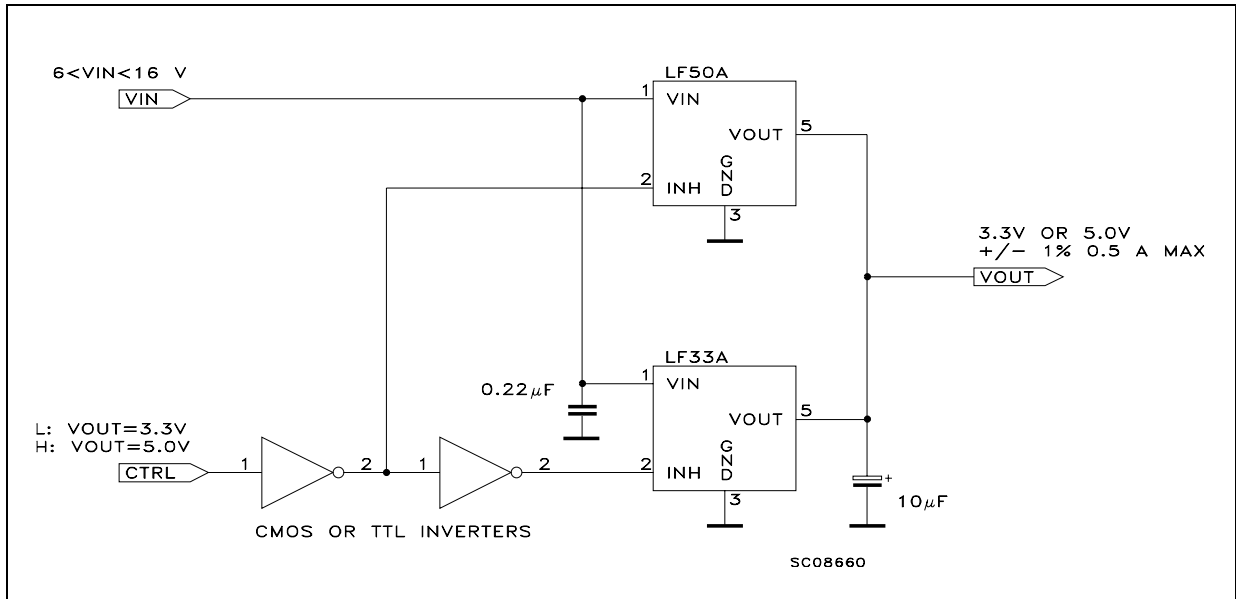 6<VIN<16 V
VIN
LF50A
1
VIN
VOUT
5
2
INH
GND
3
3.3V OR 5.0V
+/- 1% 0.5 A MAX
VOUT
LF33A
1
VIN
0.22μF
VOUT
5
L: VOUT=3.3V
H: VOUT=5.0V
CTRL
1
2
1
2
2
INH
GND
3
+
10μF
CMOS OR TTL INVERTERS
SC08660